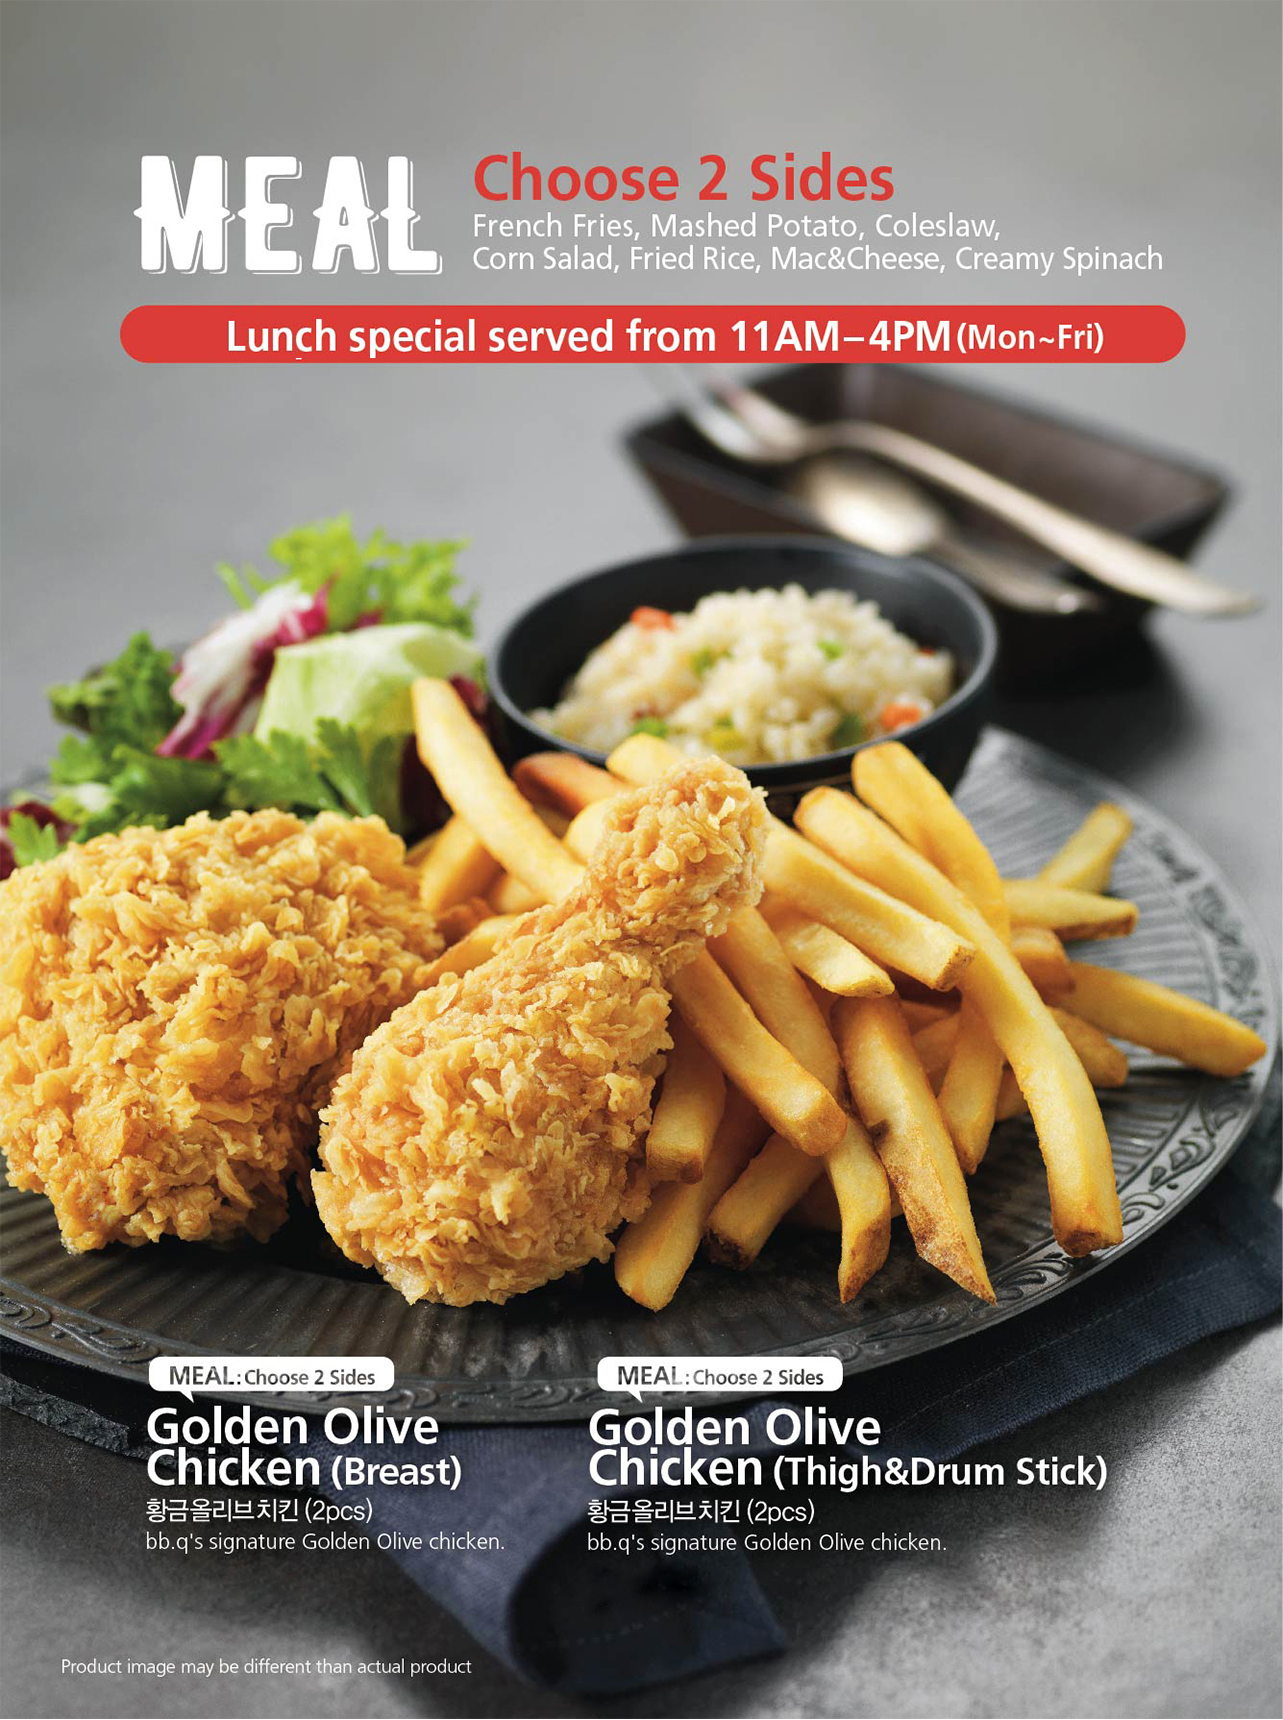 MEAL
Choose 2 Sides
French Fries, Mashed Potato, Coleslaw,
Corn Salad, Fried Rice, Mac&Cheese, Creamy Spinach
Lunch special served from 11AM–4PM (Mon~Fri)
MEAL: Choose 2 Sides
Golden Olive
Chicken (Breast)
황금올리브치킨 (2pcs)
bb.q's signature Golden Olive chicken.
MEAL: Choose 2 Sides
Golden Olive
Chicken (Thigh&Drum Stick)
황금올리브치킨 (2pcs)
bb.q's signature Golden Olive chicken.
Product image may be different than actual product